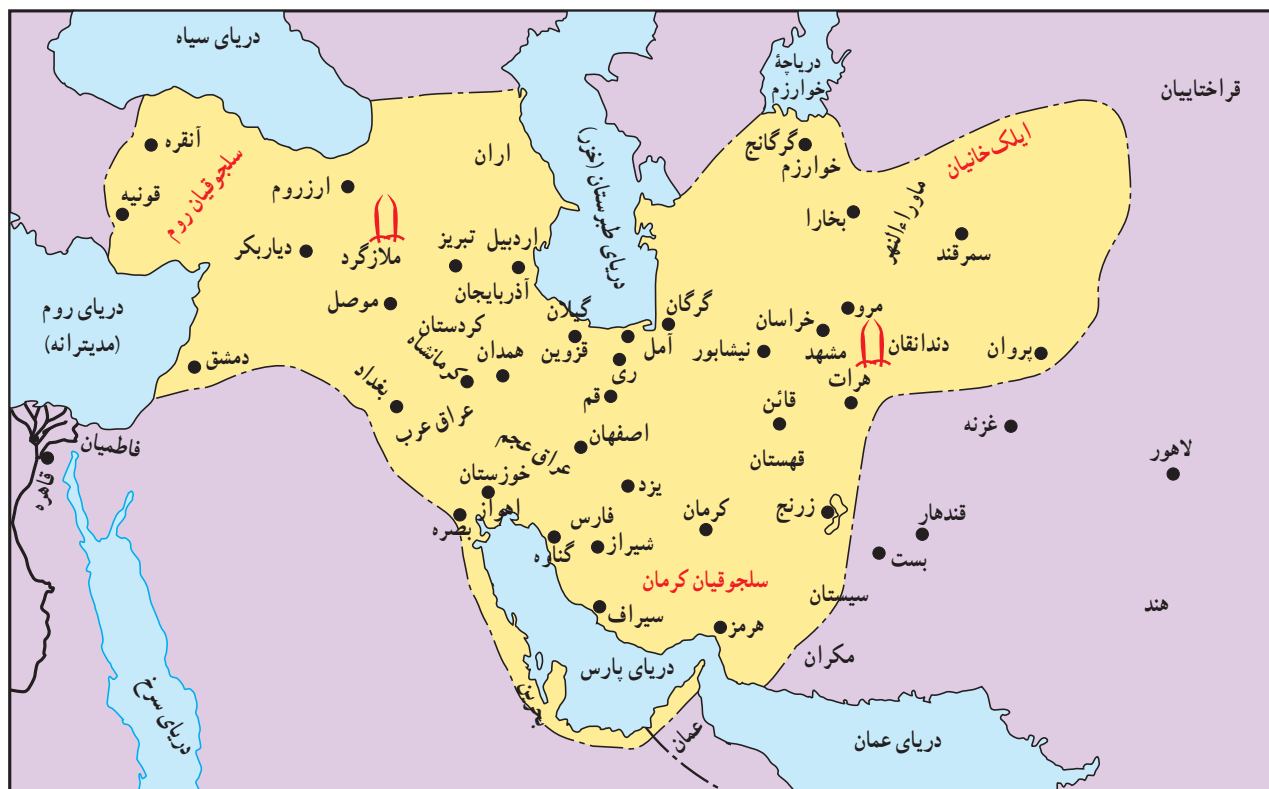 دریای سیاه
دریاچهٔ
خوارزم
قراختاییان
ایلک‌خانیان
گرگانج
خوارزم
آنقره
سلجوقیان روم
اران
ارزروم
قونیه
دریای طبرستان (خزر)
ماوراءالنهر
بخارا
سمرقند
ملازگرد
دیاربکر
تبریز
اردبیل
آذربایجان
موصل
دریای روم
(مدیترانه)
گیلان
گرگان
مرو
خراسان
دندانقان
پروان
کردستان
قزوین
آمل
نیشابور
مشهد
هرات
دمشق
کرمانشاه
همدان
ری
بغداد
قم
قائن
عراق عرب
غزنه
فاطمیان
قاهره
عراق عجم
اصفهان
قهستان
لاهور
خوزستان
یزد
اهواز
بصره
فارس
کرمان
زرنج
قندهار
گناوه
شیراز
بست
سلجوقیان کرمان
سیستان
هند
سیراف
هرمز
مکران
دریای پارس
بحرین
دریای سرخ
عمان
دریای عمان